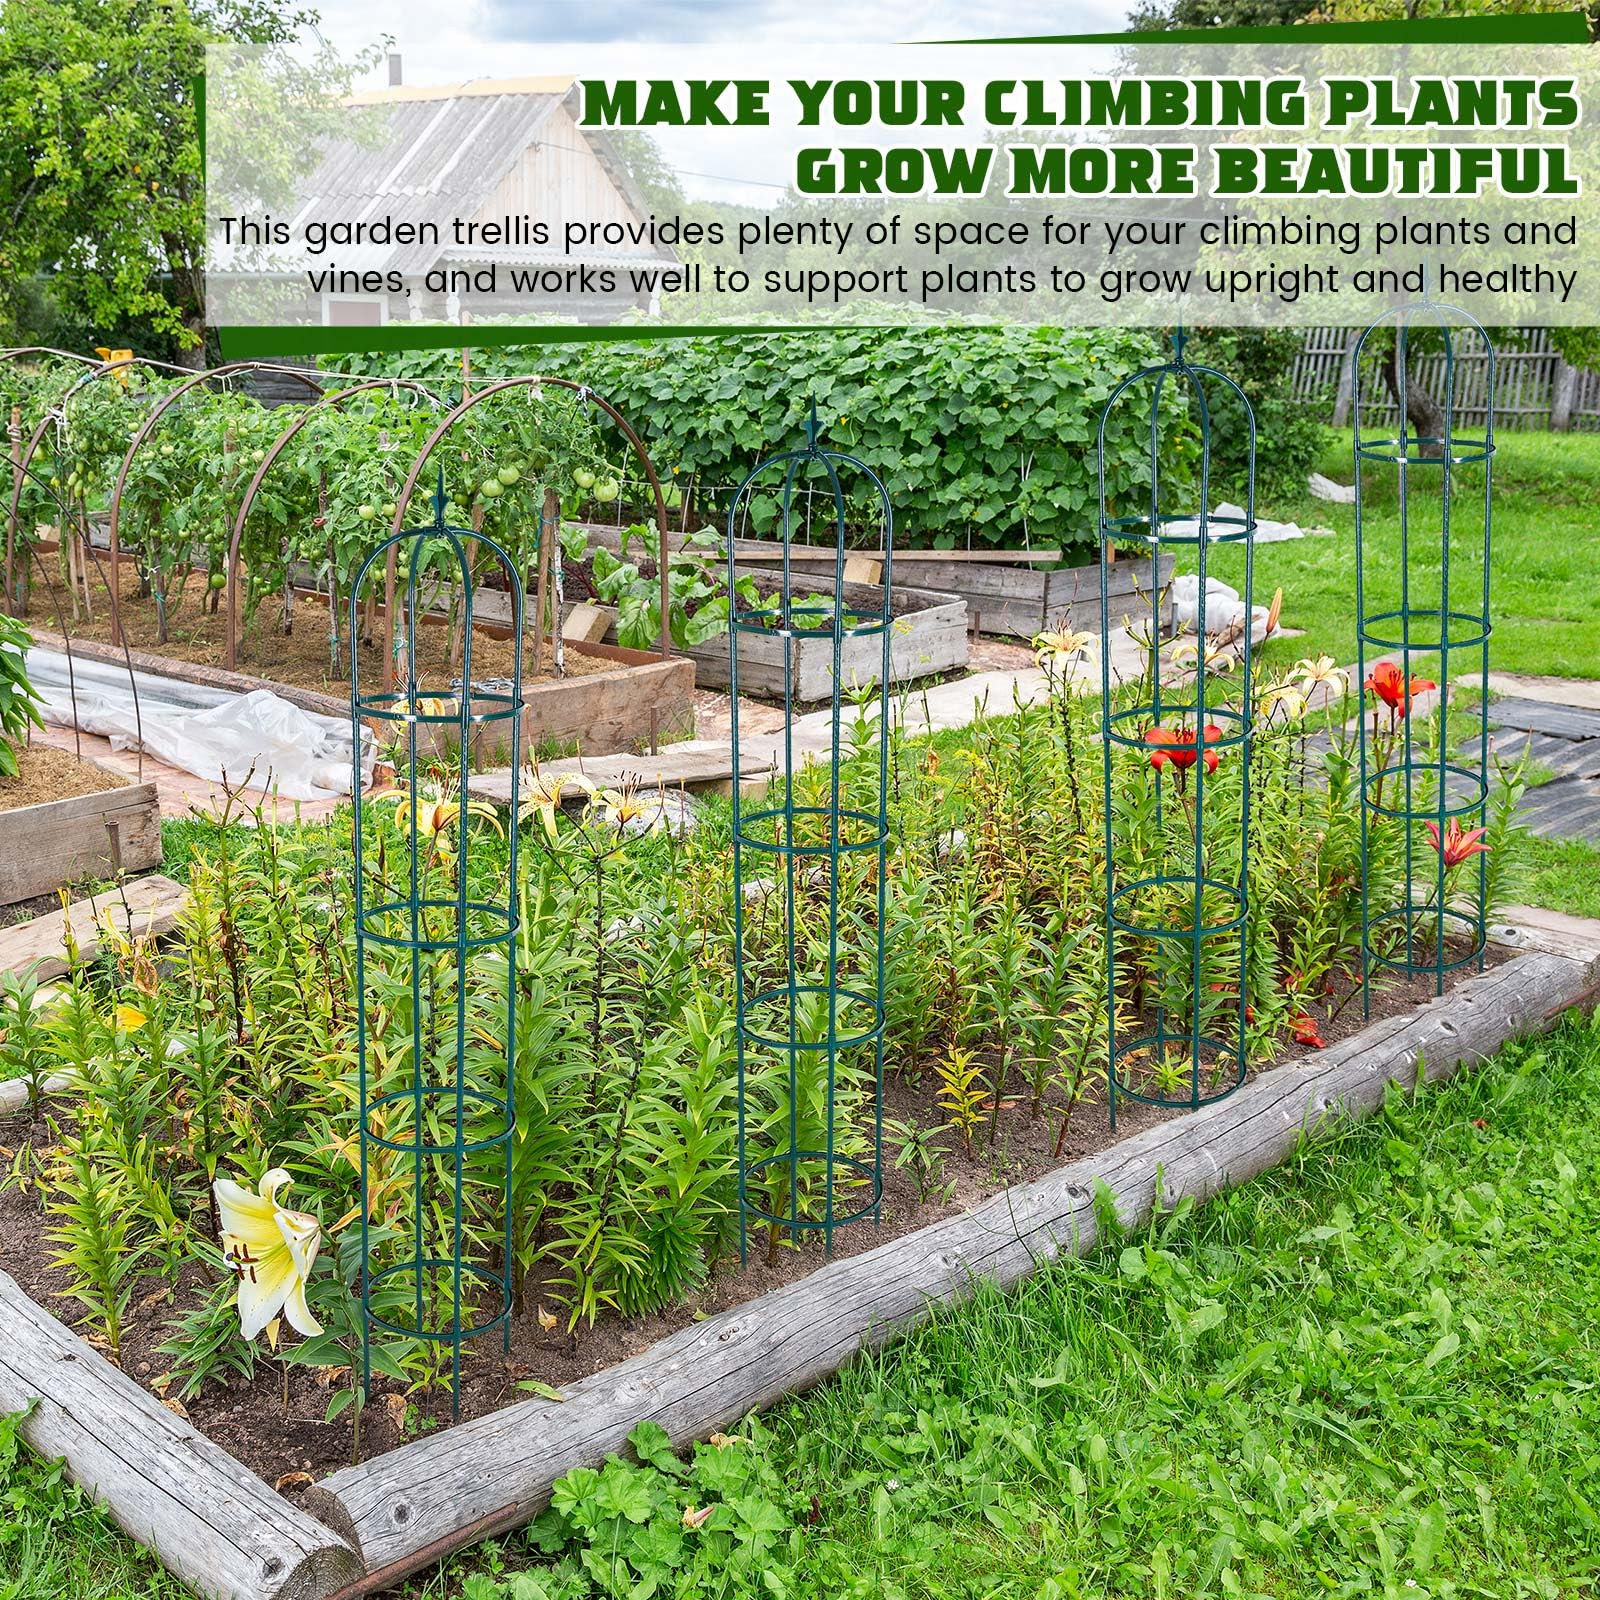 MAKE YOUR CLIMBING PLANTS
GROW MORE BEAUTIFUL
This garden trellis provides plenty of space for your climbing plants and
vines, and works well to support plants to grow upright and healthy